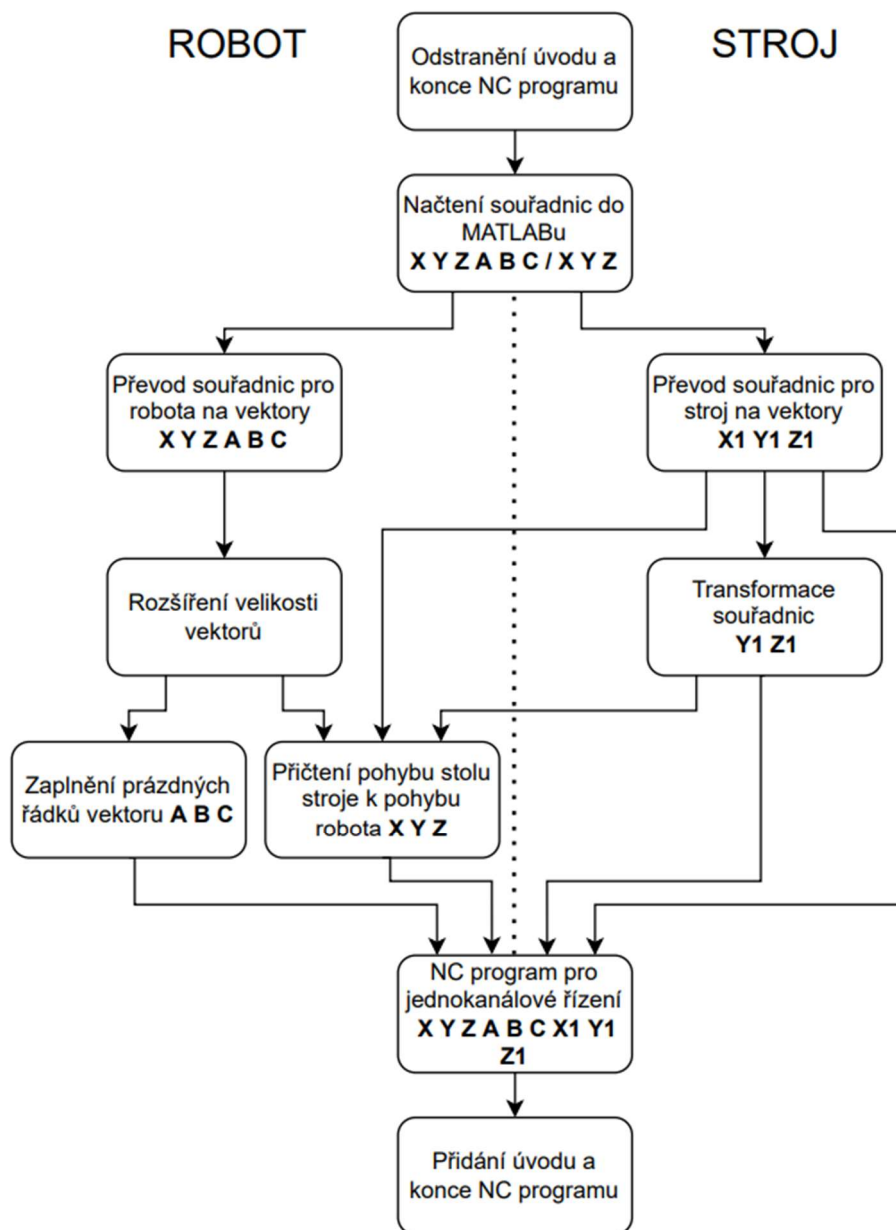 ROBOT
STROJ
Odstranění úvodu a
konce NC programu
Načtení souřadnic do
MATLABu
X Y Z A B C / X Y Z
Převod souřadnic pro
robota na vektory
X Y Z A B C
Převod souřadnic pro
stroj na vektory
X1 Y1 Z1
Rozšíření velikosti
vektorů
Transformace
souřadnic
Y1 Z1
Zaplnění prázdných
řádků vektoru A B C
Přičtení pohybu stolu
stroje k pohybu
robota X Y Z
NC program pro
jednokanálové řízení
X Y Z A B C X1 Y1
Z1
Přidání úvodu a
konce NC programu